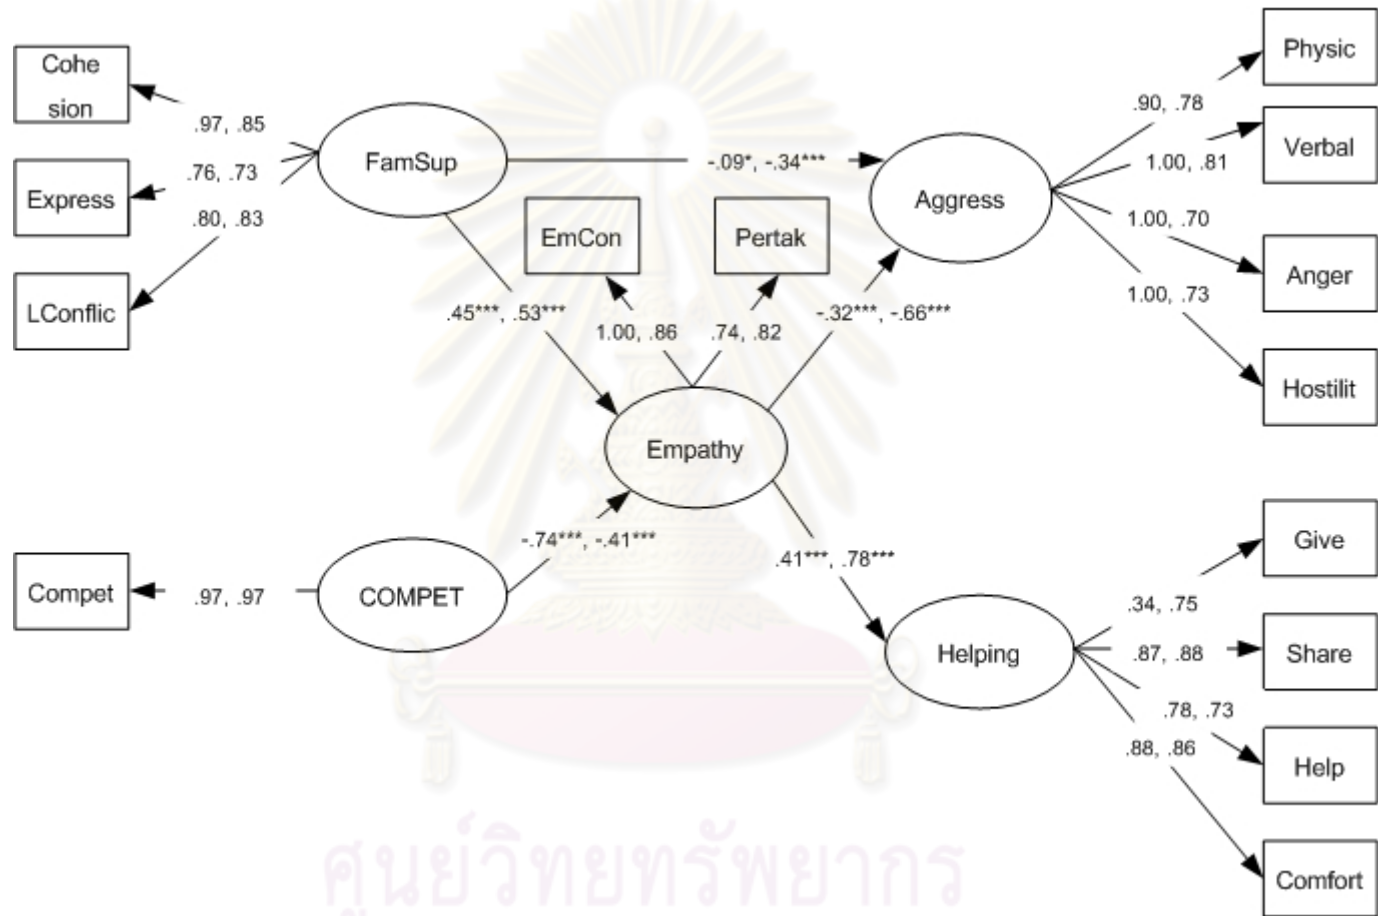 Cohe
sion
Express
LConflic
.97, .85
.76, .73
.80, .83
FamSup
-.09*, -.34***
EmCon
Pertak
.45***, .53***
1.00, .86
.74, .82
-.32***, -.66***
Aggress
.90, .78
1.00, .81
1.00, .70
1.00, .73
Physic
Verbal
Anger
Hostilit
Empathy
Compet
.97, .97
COMPET
-.74***, -.41***
.41***, .78***
Helping
.34, .75
.87, .88
.78, .73
.88, .86
Give
Share
Help
Comfort
ศูนย์วิทยทรัพยากร